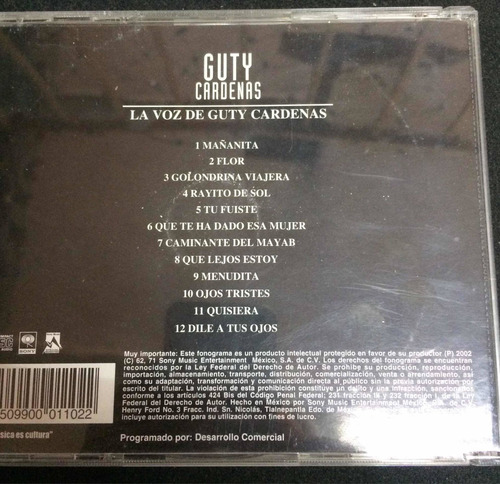 GUTY
CARDENAS
LA VOZ DE GUTY CARDENAS
1 MAÑANITA
2 FLOR
3 GOLONDRINA VIAJERA
4 RAYITO DE SOL
5 TU FUISTE
6 QUE TE HA DADO ESA MUJER
7 CAMINANTE DEL MAYAB
8 QUE LEJOS ESTOY
9 MENUDITA
10 OJOS TRISTES
11 QUISIERA
12 DILE A TUS OJOS
Muy importante: Este fonograma es un producto intelectual protegido en favor de su productor (P) 2002
(C) 62, 71 Sony Music Entertainment México, S.A. de C.V. Los derechos del fonograma se encuentran
reconocidos por la Ley Federal del Derecho de Autor. Se prohibe su producción, reproducción,
importación, almacenamiento, transporte, distribución, comercialización, venta o arrendamiento, así
como su adaptación, transformación y comunicación directa al público sin la previa autorización por
escrito del titular. La violación de esta prohibición constituye un delito y una infracción, sancionables
conforme a los artículos 424 Bis del Código Penal Federal; 231 fracción III y 232 fracción I, de la Ley
Federal del Derecho de Autor. Hecho en México por Sony Music Entertainment México, S.A. de C.V.
Henry Ford No. 3 Fracc. Ind. Sn. Nicolás, Tlalnepantla Edo. de México
incluye autorización para su utilización con fines de lucro.
Programado por: Desarrollo Comercial
SONY
509900 011022
sica es cultura"